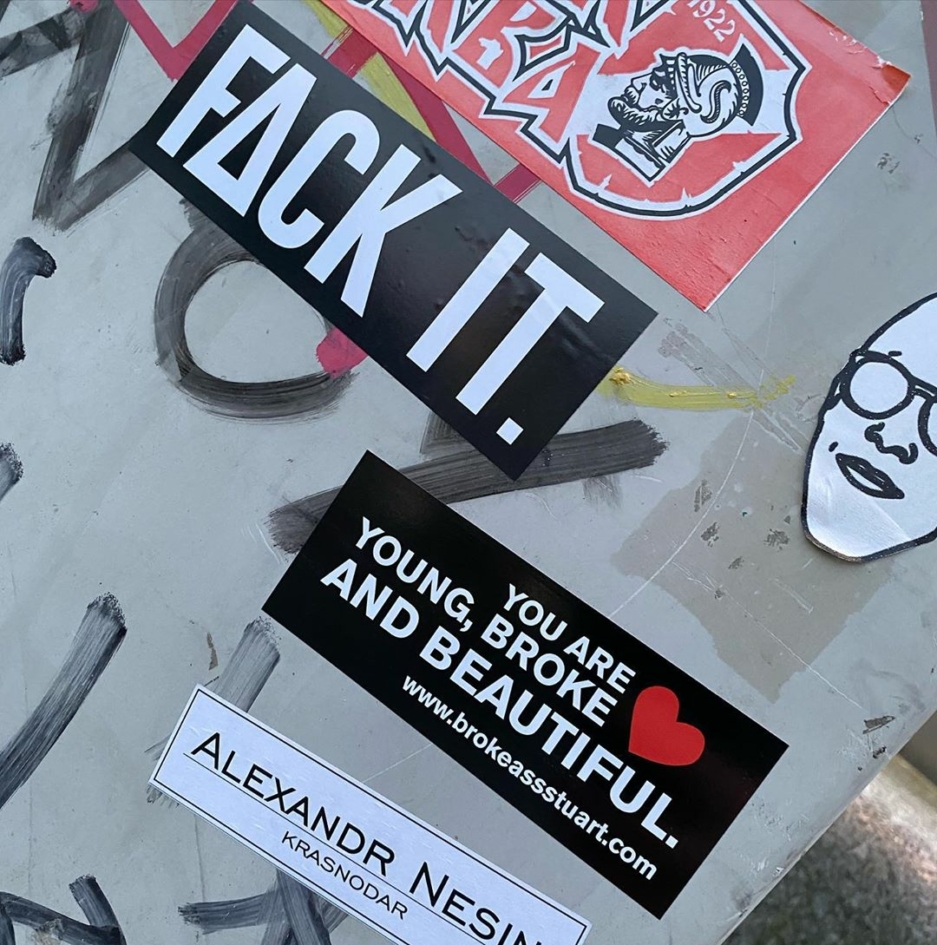 1922
FΔCK IT.
YOU ARE
YOUNG, BROKE
AND BEAUTIFUL.
www.brokeassstuart.com
ALEXANDR NESIN
KRASNODAR